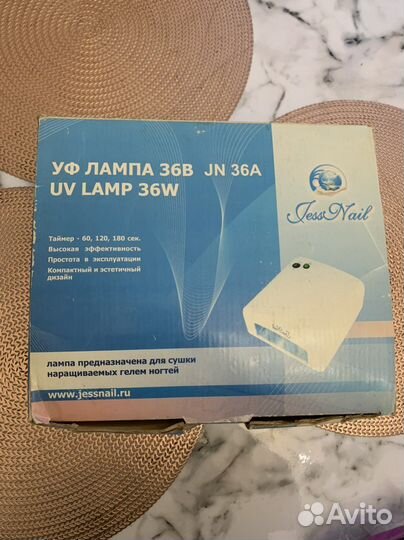 УФ ЛАМПА 36В JN 36A
UV LAMP 36W
JessNail
Таймер - 60, 120, 180 сек.
Высокая эффективность
Простота в эксплуатации
Компактный и эстетичный
дизайн
лампа предназначена для сушки
наращиваемых гелем ногтей
www.jessnail.ru
Avito